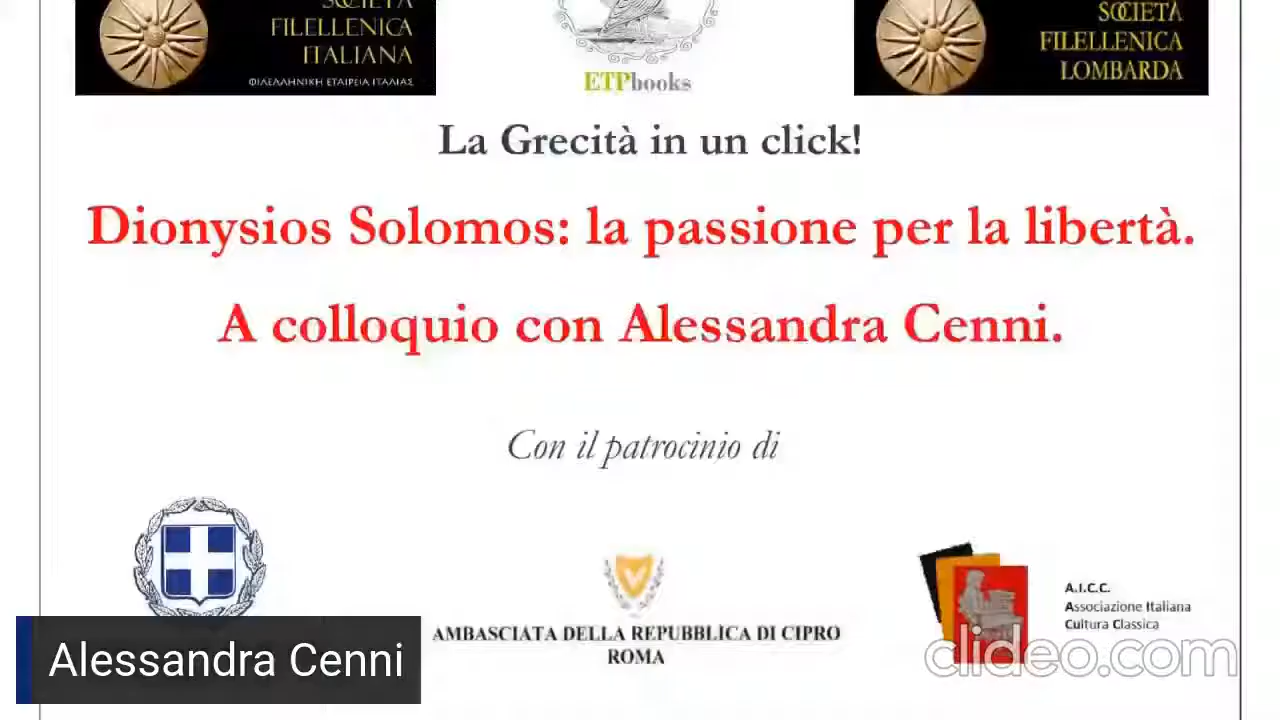 SOCIETÀ
FILELLENICA
ITALIANA
ΦΙΛΕΛΛΗΝΙΚΗ ΕΤΑΙΡΕΙΑ ΙΤΑΛΙΑΣ
ETPbooks
SOCIETÀ
FILELLENICA
LOMBARDA
La Grecità in un click!
Dionysios Solomos: la passione per la libertà.
A colloquio con Alessandra Cenni.
Con il patrocinio di
AMBASCIATA DELLA REPUBBLICA DI CIPRO
ROMA
A.I.C.C.
Associazione Italiana
Cultura Classica
Alessandra Cenni
clideo.com